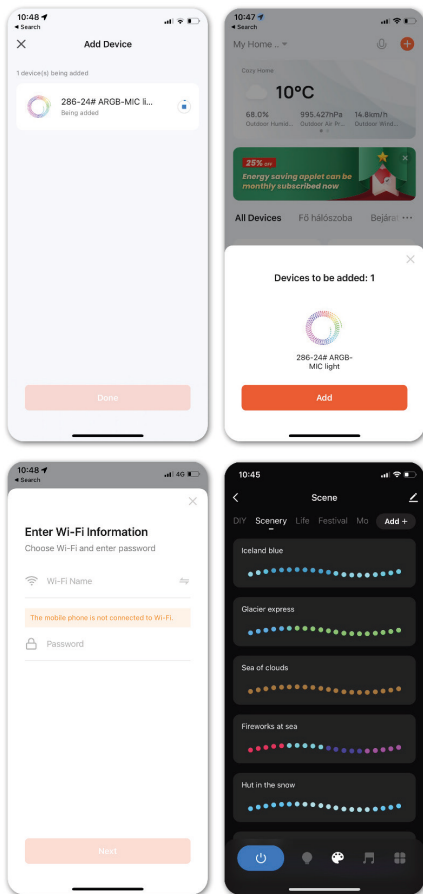 10:48
◂ Search
Add Device
1 device(s) being added
286-24# ARGB-MIC li...
Being added
Done
10:47
◂ Search
My Home ..
Cozy Home
10°C
68.0%
995.427hPa
14.8km/h
Outdoor Humid...
Outdoor Air Pr...
Outdoor Wind...
25% OFF
Energy saving applet can be
monthly subscribed now
All Devices
Fő hálószoba
Bejárat
Devices to be added: 1
286-24# ARGB-
MIC light
Add
10:48
◂ Search
4G
Enter Wi-Fi Information
Choose Wi-Fi and enter password
Wi-Fi Name
The mobile phone is not connected to Wi-Fi.
Password
Next
10:45
Scene
DIY Scenery Life Festival Mo Add +
Iceland blue
Glacier express
Sea of clouds
Fireworks at sea
Hut in the snow